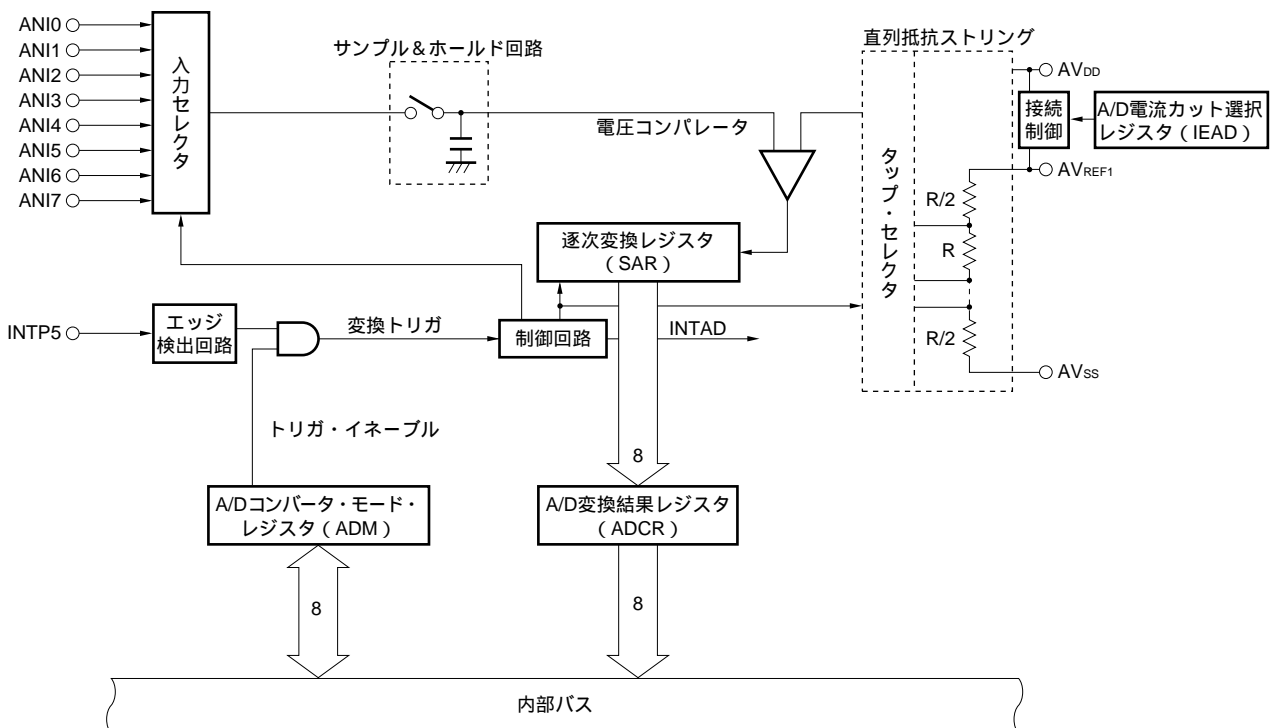 ANI0
ANI1
ANI2
ANI3
ANI4
ANI5
ANI6
ANI7
入力セレクタ
サンプル＆ホールド回路
電圧コンパレータ
直列抵抗ストリング
タップ・セレクタ
AVDD
接続
制御
A/D電流カット選択
レジスタ（IEAD）
AVREF1
R/2
R
R/2
AVSS
逐次変換レジスタ
（SAR）
INTP5
エッジ
検出回路
変換トリガ
制御回路
INTAD
トリガ・イネーブル
8
A/Dコンバータ・モード・
レジスタ（ADM）
A/D変換結果レジスタ
（ADCR）
8
8
内部バス